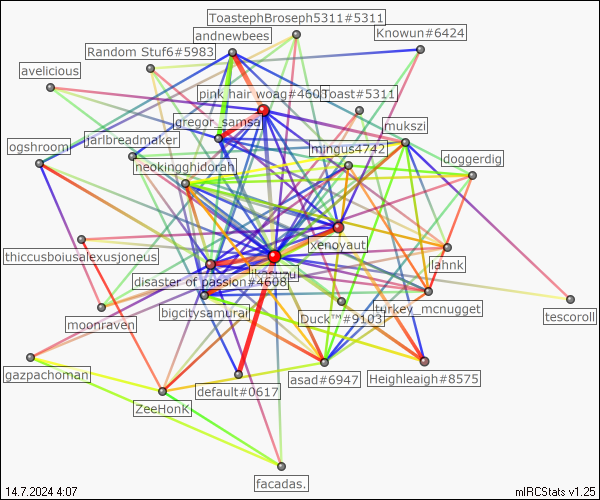 ToastephBroseph5311#5311
andnewbees
Knowun#6424
Random Stuf6#5983
avelicious
pink hair woag#4603
Toast#5311
gregor_samsa
mukszi
jarlbreadmaker
ogshroom
mingus4742
doggerdig
neokingghidorah
xenoyaut
thiccusboiusalexusjoneus
lahnk
disaster of passion#4608
bigcitysamurai
turkey_mcnugget
tescoroll
moonraven
Duck™#9103
gazpachoman
default#0617
asad#6947
Heighleigh#8575
ZeeHonK
facadas.
14.7.2024 4:07
mIRCStats v1.25